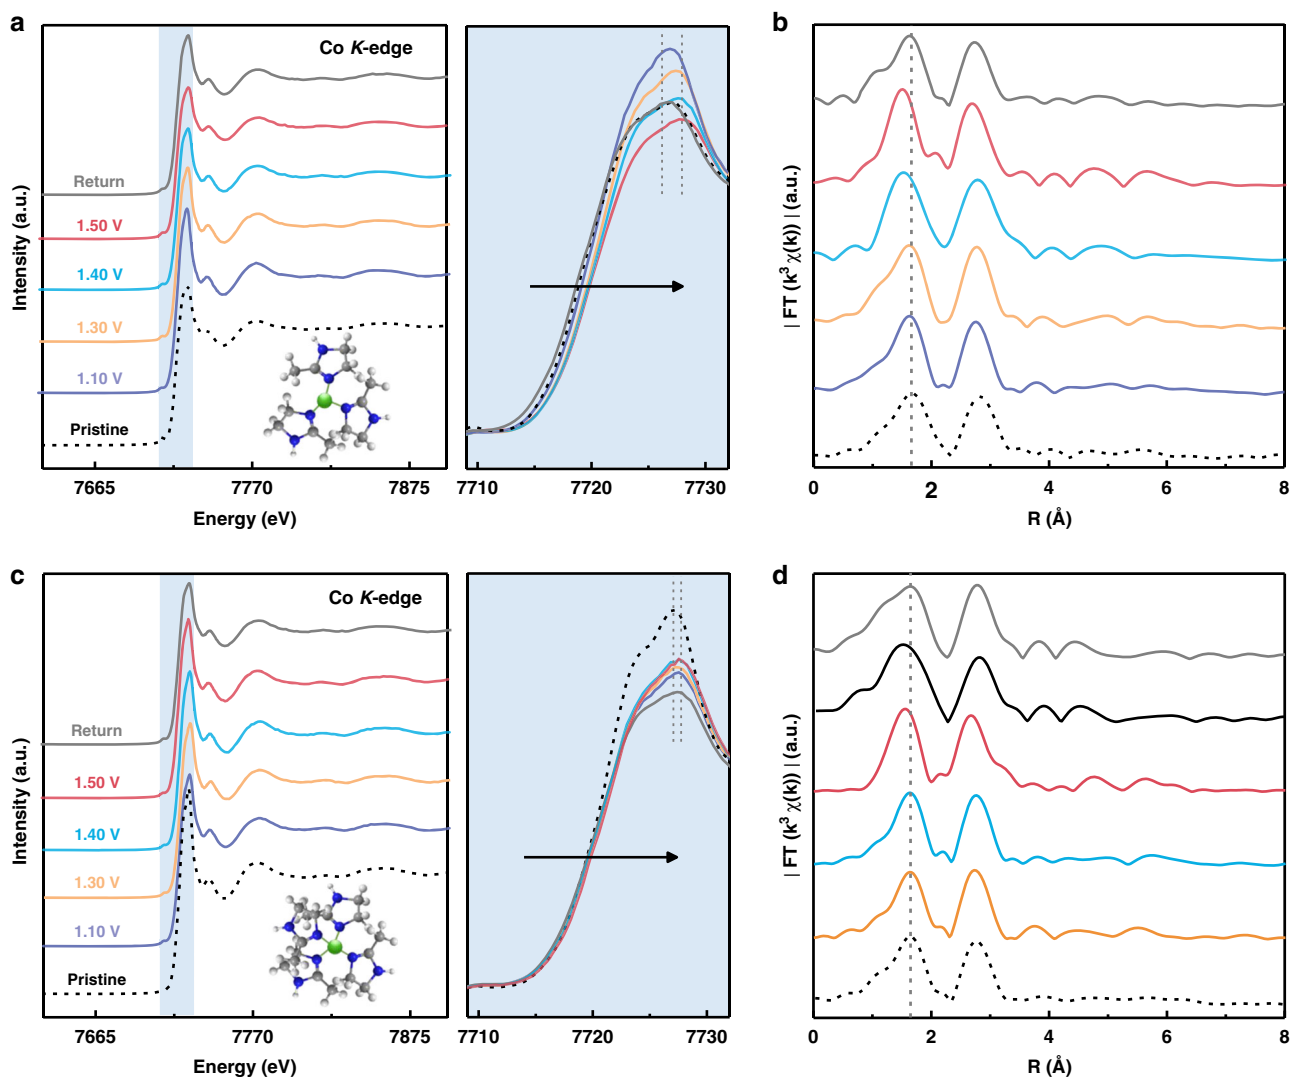 a
Co K-edge
Intensity (a.u.)
Return
1.50 V
1.40 V
1.30 V
1.10 V
Pristine
7665 7770 7875
Energy (eV)
7710 7720 7730
b
| FT (k³ χ(k)) | (a.u.)
0 2 4 6 8
R (Å)
c
Co K-edge
Intensity (a.u.)
Return
1.50 V
1.40 V
1.30 V
1.10 V
Pristine
7665 7770 7875
Energy (eV)
7710 7720 7730
d
| FT (k³ χ(k)) | (a.u.)
0 2 4 6 8
R (Å)